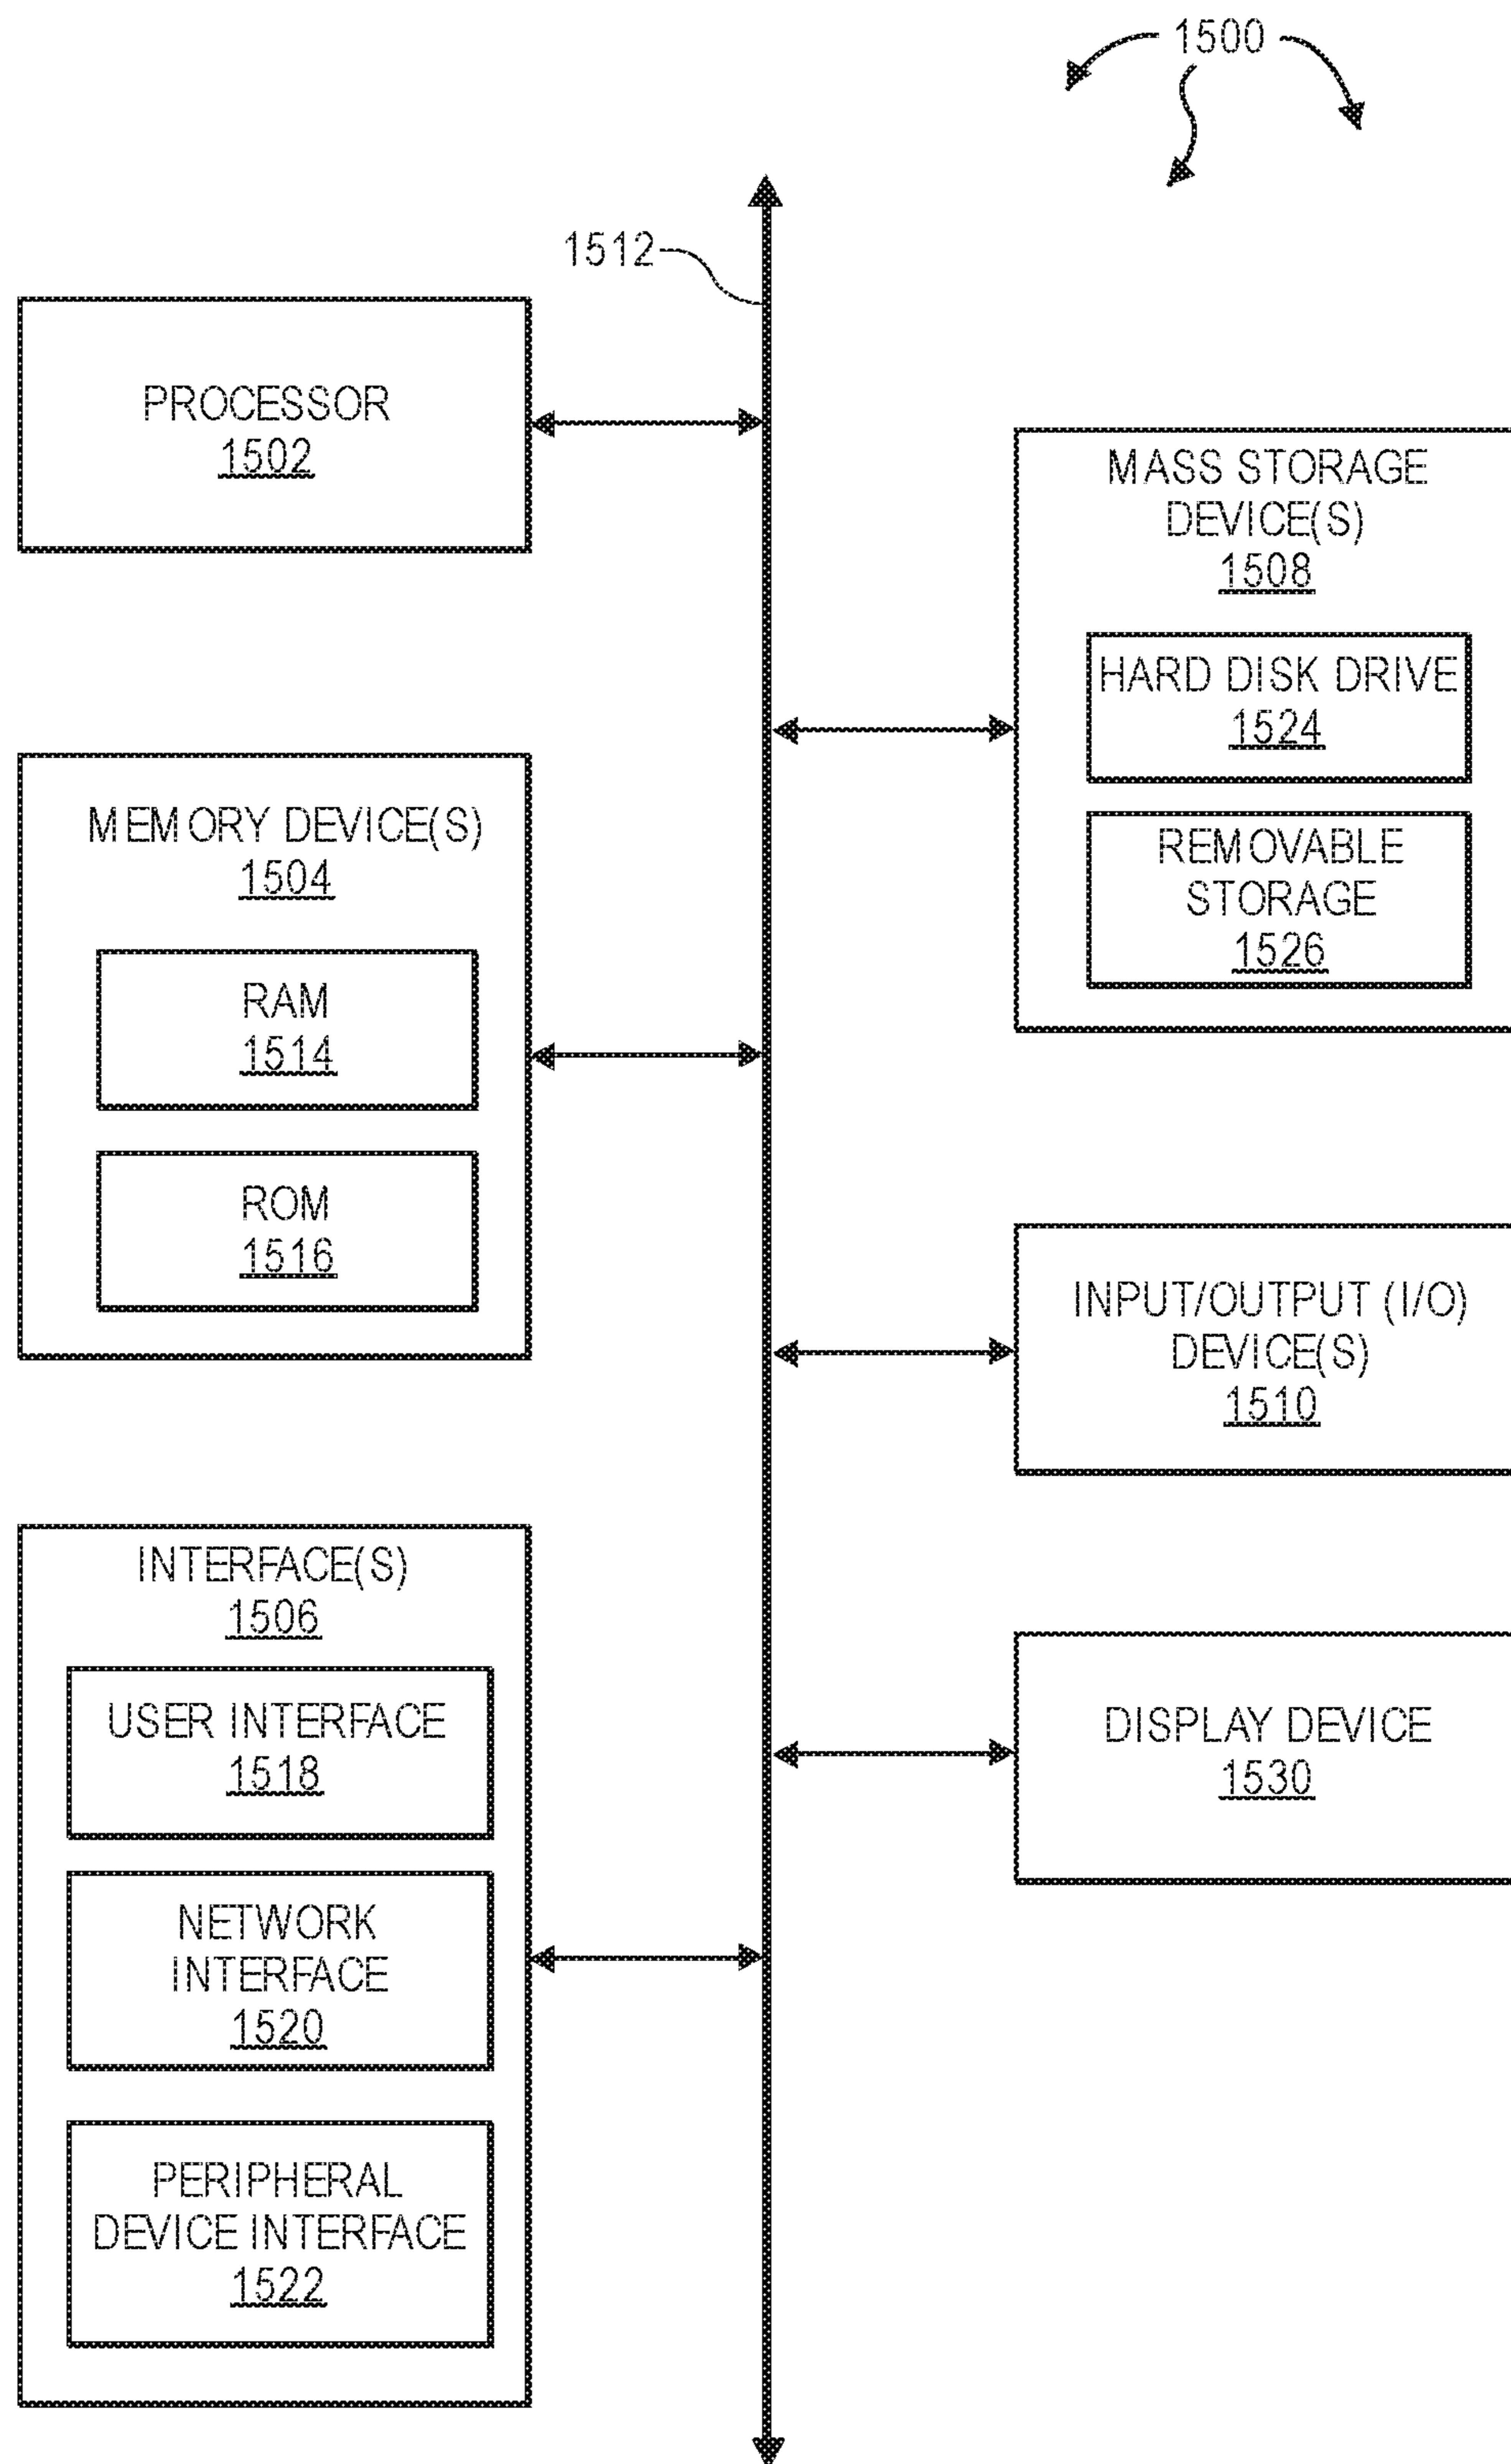 1500
1512
PROCESSOR
1502
MEMORY DEVICE(S)
1504
RAM
1514
ROM
1516
INTERFACE(S)
1506
USER INTERFACE
1518
NETWORK
INTERFACE
1520
PERIPHERAL
DEVICE INTERFACE
1522
MASS STORAGE
DEVICE(S)
1508
HARD DISK DRIVE
1524
REMOVABLE
STORAGE
1526
INPUT/OUTPUT (I/O)
DEVICE(S)
1510
DISPLAY DEVICE
1530